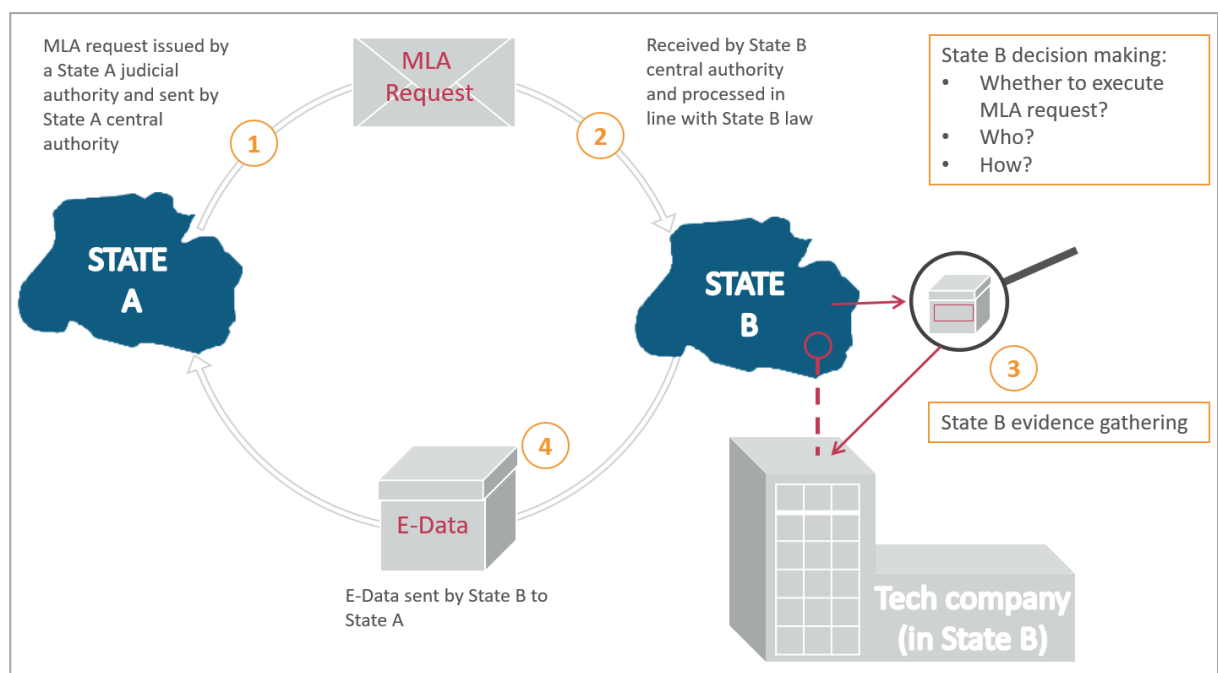 MLA request issued by
a State A judicial
authority and sent by
State A central
authority
1
MLA
Request
2
Received by State B
central authority
and processed in
line with State B law
State B decision making:
• Whether to execute
MLA request?
• Who?
• How?
STATE
A
STATE
B
3
State B evidence gathering
4
E-Data
E-Data sent by State B to
State A
Tech company
(in State B)